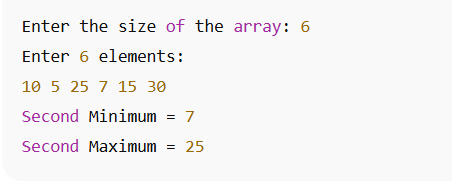 Enter the size of the array: 6
Enter 6 elements:
10 5 25 7 15 30
Second Minimum = 7
Second Maximum = 25